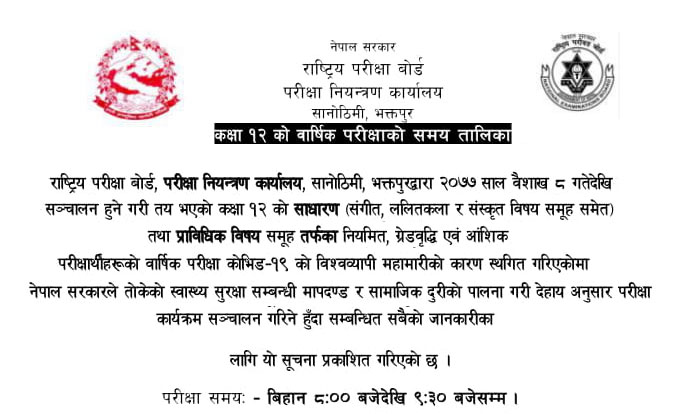 नेपाल सरकार
राष्ट्रिय परीक्षा बोर्ड
परीक्षा नियन्त्रण कार्यालय
सानोठिमी, भक्तपुर
कक्षा १२ को वार्षिक परीक्षाको समय तालिका
राष्ट्रिय परीक्षा बोर्ड, परीक्षा नियन्त्रण कार्यालय, सानोठिमी, भक्तपुरद्वारा २०७७ साल वैशाख ८ गतेदेखि
सञ्चालन हुने गरी तय भएको कक्षा १२ को साधारण (संगीत, ललितकला र संस्कृत विषय समूह समेत)
तथा प्राविधिक विषय समूह तर्फका नियमित, ग्रेडवृद्धि एवं आंशिक
परीक्षार्थीहरूको वार्षिक परीक्षा कोभिड-१९ को विश्वव्यापी महामारीको कारण स्थगित गरिएकोमा
नेपाल सरकारले तोकेको स्वास्थ्य सुरक्षा सम्बन्धी मापदण्ड र सामाजिक दुरीको पालना गरी देहाय अनुसार परीक्षा
कार्यक्रम सञ्चालन गरिने हुँदा सम्बन्धित सबैको जानकारीका
लागि यो सूचना प्रकाशित गरिएको छ ।
परीक्षा समय: - बिहान ८:०० बजेदेखि ९:३० बजेसम्म ।